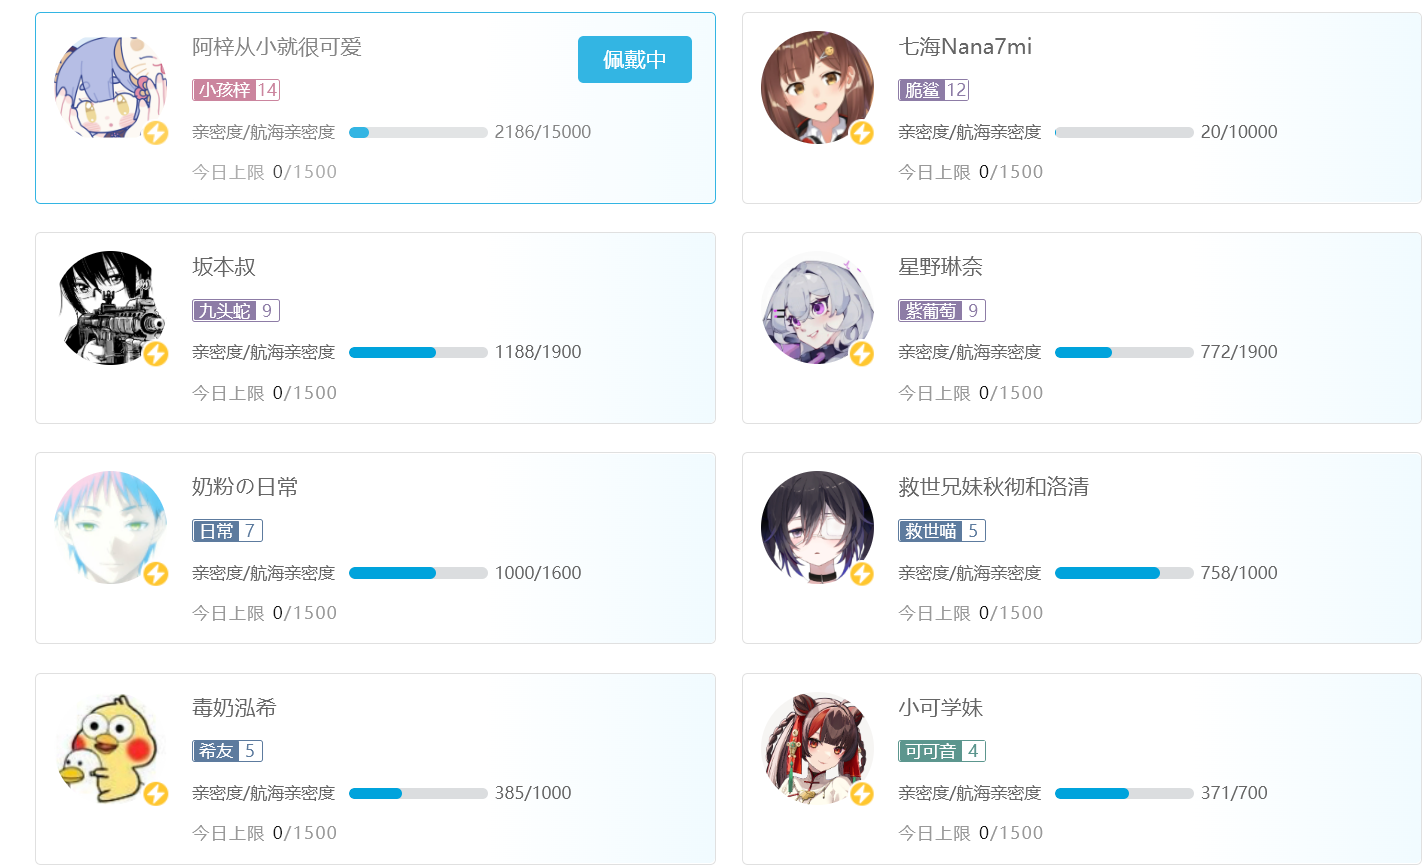 阿梓从小就很可爱
佩戴中
小孩梓 14
亲密度/航海亲密度 2186/15000
今日上限 0/1500
七海Nana7mi
脆鲨 12
亲密度/航海亲密度 20/10000
今日上限 0/1500
坂本叔
九头蛇 9
亲密度/航海亲密度 1188/1900
今日上限 0/1500
星野琳奈
紫葡萄 9
亲密度/航海亲密度 772/1900
今日上限 0/1500
奶粉の日常
日常 7
亲密度/航海亲密度 1000/1600
今日上限 0/1500
救世兄妹秋彻和洛清
救世喵 5
亲密度/航海亲密度 758/1000
今日上限 0/1500
毒奶泓希
希友 5
亲密度/航海亲密度 385/1000
今日上限 0/1500
小可学妹
可可音 4
亲密度/航海亲密度 371/700
今日上限 0/1500